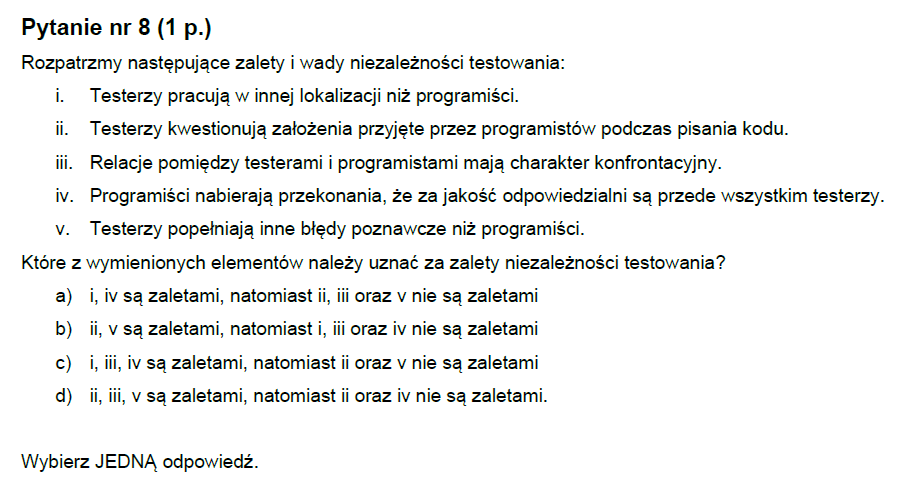 Pytanie nr 8 (1 p.)
Rozpatrzmy następujące zalety i wady niezależności testowania:
i. Testerzy pracują w innej lokalizacji niż programiści.
ii. Testerzy kwestionują założenia przyjęte przez programistów podczas pisania kodu.
iii. Relacje pomiędzy testerami i programistami mają charakter konfrontacyjny.
iv. Programiści nabierają przekonania, że za jakość odpowiedzialni są przede wszystkim testerzy.
v. Testerzy popełniają inne błędy poznawcze niż programiści.
Które z wymienionych elementów należy uznać za zalety niezależności testowania?
a) i, iv są zaletami, natomiast ii, iii oraz v nie są zaletami
b) ii, v są zaletami, natomiast i, iii oraz iv nie są zaletami
c) i, iii, iv są zaletami, natomiast ii oraz v nie są zaletami
d) ii, iii, v są zaletami, natomiast ii oraz iv nie są zaletami.
Wybierz JEDNĄ odpowiedź.